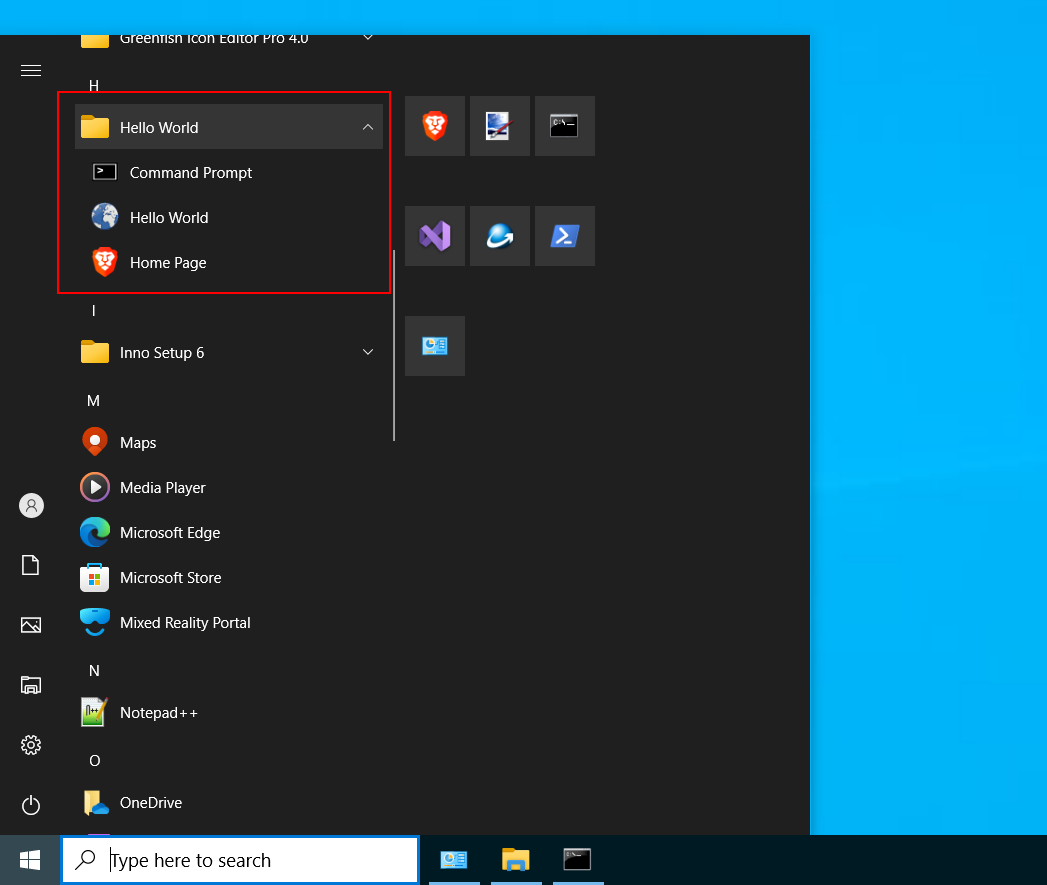 Greenfish Icon Editor Pro 4.0
H
Hello World
Command Prompt
Hello World
Home Page
I
Inno Setup 6
M
Maps
Media Player
Microsoft Edge
Microsoft Store
Mixed Reality Portal
N
Notepad++
O
OneDrive
Type here to search